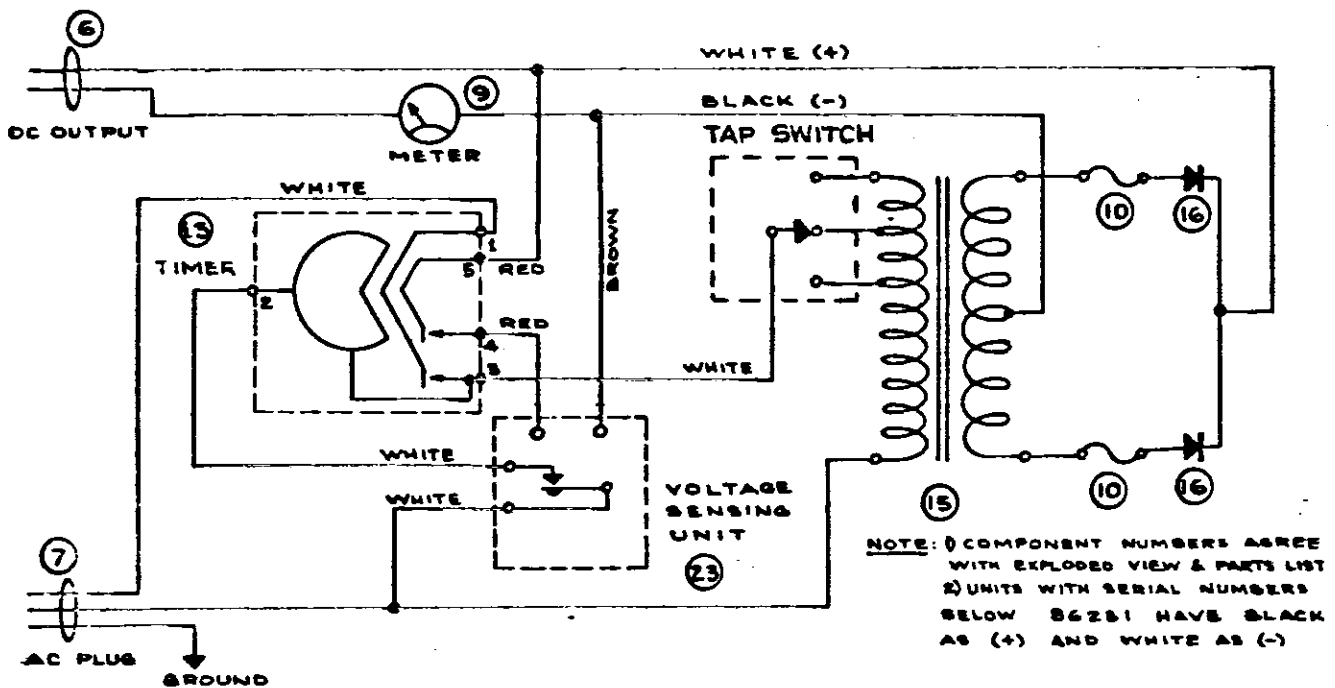 6
WHITE (+)
DC OUTPUT
9
METER
BLACK (-)
TAP SWITCH
WHITE
13
TIMER
1
5 RED
2
RED
4
3
BROWN
WHITE
10
16
WHITE
WHITE
VOLTAGE
SENSING
UNIT
23
15
10
16
7
AC PLUG
GROUND
NOTE: 1) COMPONENT NUMBERS AGREE
WITH EXPLODED VIEW & PARTS LIST
2) UNITS WITH SERIAL NUMBERS
BELOW 86281 HAVE BLACK
AS (+) AND WHITE AS (-)